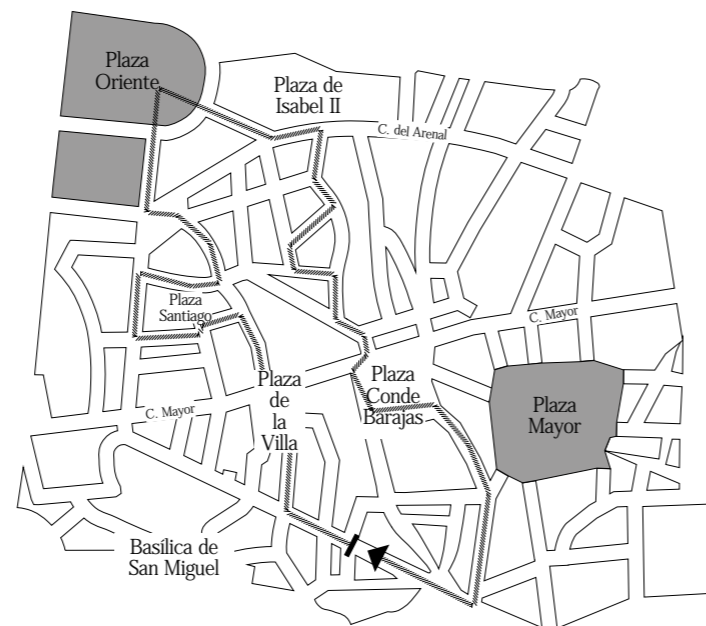 Plaza
Oriente
Plaza de
Isabel II
C. del Arenal
Plaza
Santiago
C. Mayor
Plaza
Conde
Barajas
Plaza
de
la
Villa
Plaza
Mayor
C. Mayor
Basílica de
San Miguel